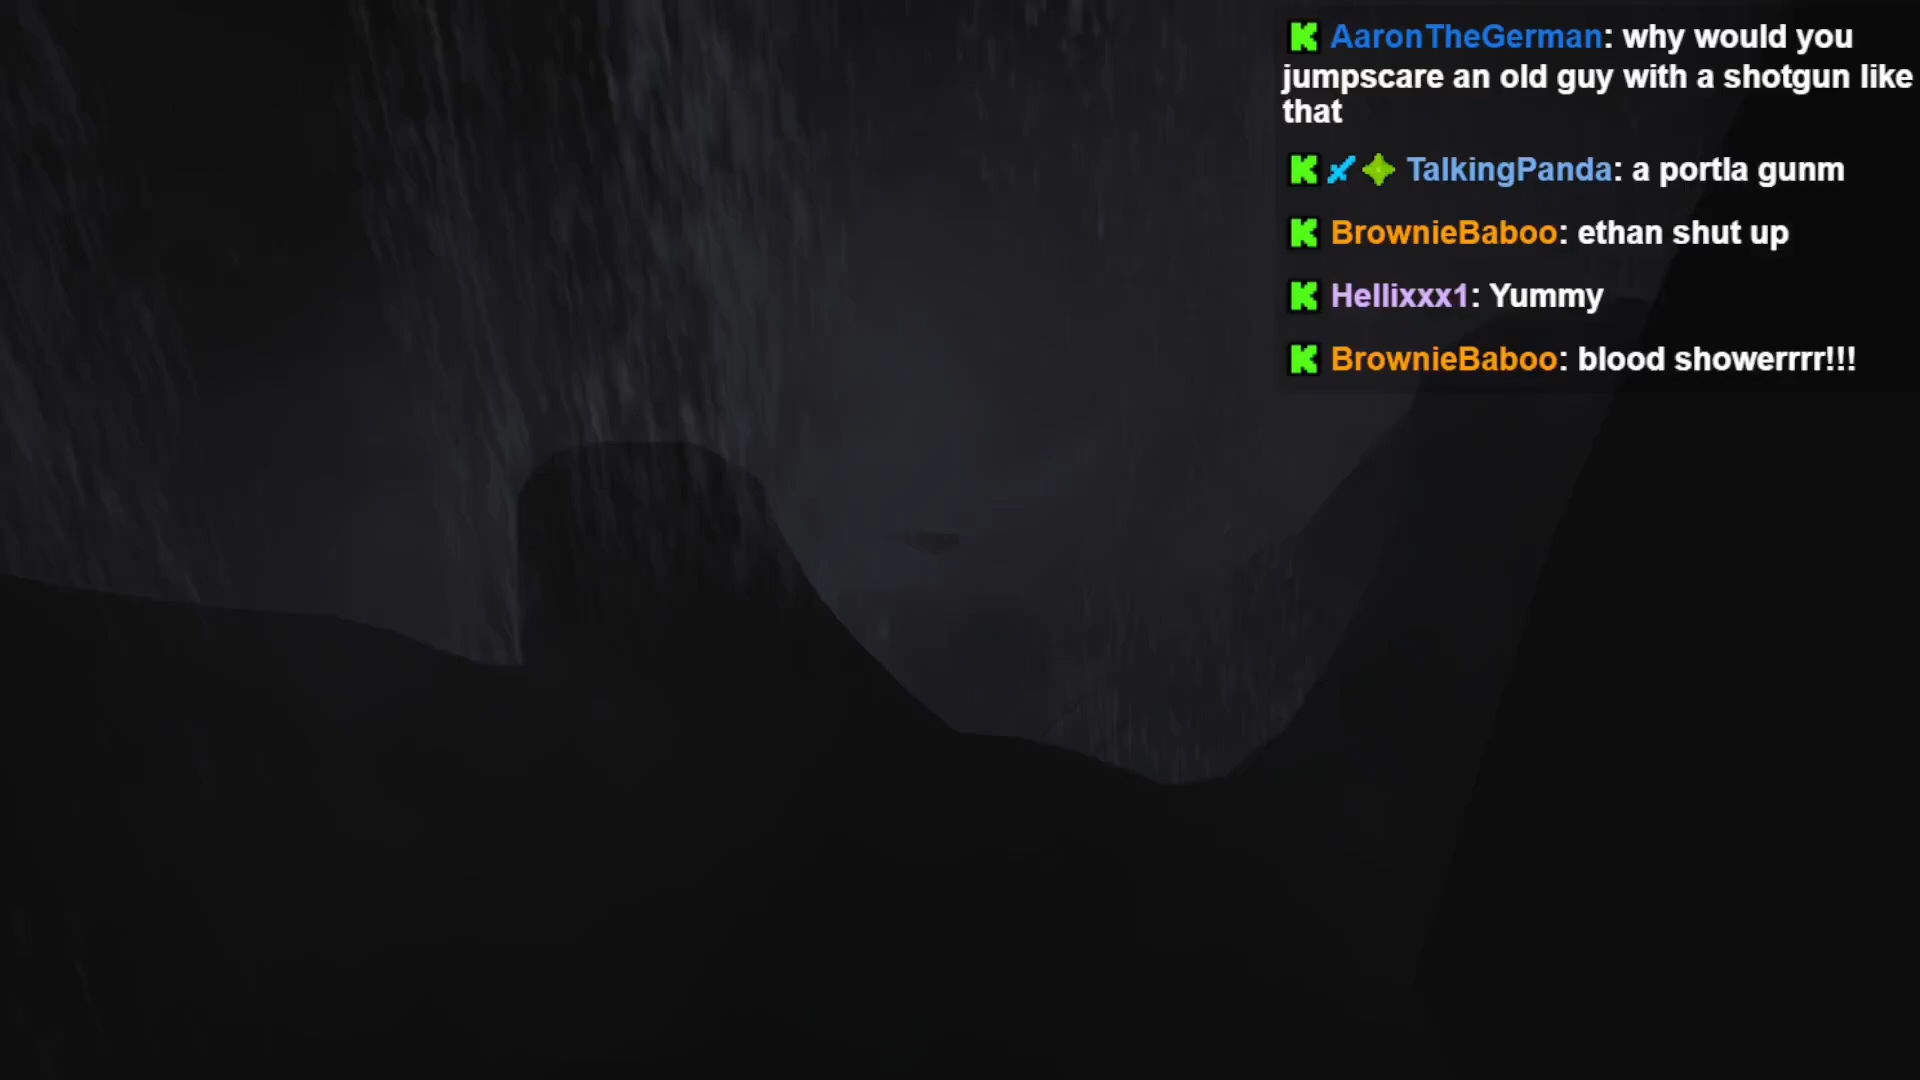 AaronTheGerman: why would you
jumpscare an old guy with a shotgun like
that
TalkingPanda: a portla gunm
BrownieBaboo: ethan shut up
Hellixxx1: Yummy
BrownieBaboo: blood showerrrr!!!